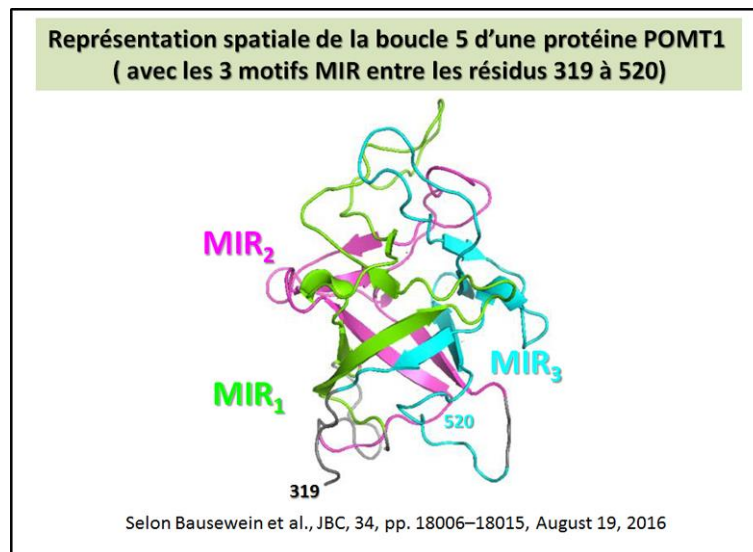 Représentation spatiale de la boucle 5 d’une protéine POMT1
( avec les 3 motifs MIR entre les résidus 319 à 520)
MIR₂
MIR₃
MIR₁
520
319
Selon Bausewein et al., JBC, 34, pp. 18006–18015, August 19, 2016